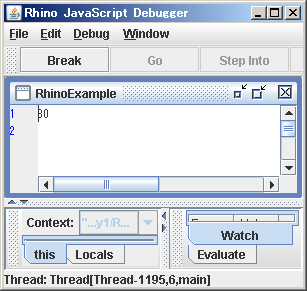 Rhino JavaScript Debugger
File Edit Debug Window
Break Go Step Into
RhinoExample
1 80
2
Context: "...y1/R...
Watch
this Locals Evaluate
Thread: Thread[Thread-1195,6,main]